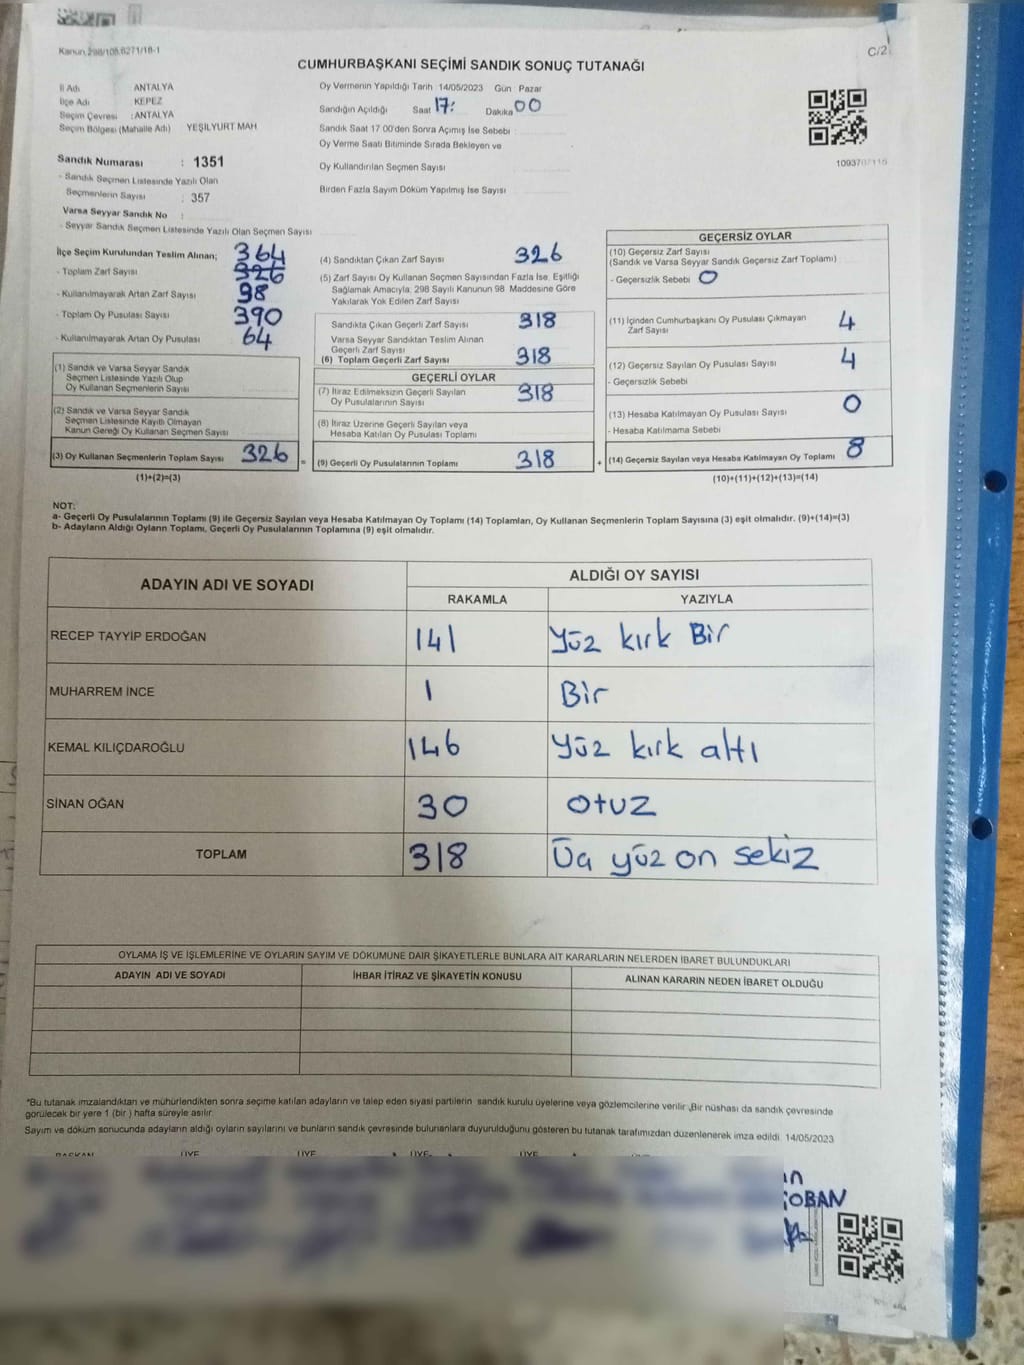 Kanun 298/105,6271/18-1
C/2
CUMHURBAŞKANI SEÇİMİ SANDIK SONUÇ TUTANAĞI
İl Adı ANTALYA
İlçe Adı KEPEZ
Seçim Çevresi : ANTALYA
Seçim Bölgesi (Mahalle Adı) YEŞİLYURT MAH
Sandık Numarası : 1351
- Sandık Seçmen Listesinde Yazılı Olan
Seçmenlerin Sayısı : 357
Varsa Seyyar Sandık No :
- Seyyar Sandık Seçmen Listesinde Yazılı Olan Seçmen Sayısı :
Oy Vermenin Yapıldığı Tarih 14/05/2023 Gün Pazar
Sandığın Açıldığı Saat 17: Dakika 00
Sandık Saat 17 00'den Sonra Açımış İse Sebebi :
Oy Verme Saati Bitiminde Sırada Bekleyen ve
Oy Kullandırılan Seçmen Sayısı
Birden Fazla Sayım Döküm Yapılmış İse Sayısı
İlçe Seçim Kurulundan Teslim Alınan; 364
- Toplam Zarf Sayısı 326
- Kullanılmayarak Artan Zarf Sayısı 98
- Toplam Oy Pusulası Sayısı 390
- Kullanılmayarak Artan Oy Pusulası 64
(1) Sandık ve Varsa Seyyar Sandık
Seçmen Listesinde Yazılı Olup
Oy Kullanan Seçmenlerin Sayısı
(2) Sandık ve Varsa Seyyar Sandık
Seçmen Listesinde Kayıtlı Olmayan
Kanun Gereği Oy Kullanan Seçmen Sayısı
(3) Oy Kullanan Seçmenlerin Toplam Sayısı 326 =
(1)+(2)=(3)
(4) Sandıktan Çıkan Zarf Sayısı 326
(5) Zarf Sayısı Oy Kullanan Seçmen Sayısından Fazla İse, Eşitliği
Sağlamak Amacıyla; 298 Sayılı Kanunun 98 Maddesine Göre
Yakılarak Yok Edilen Zarf Sayısı
Sandıkta Çıkan Geçerli Zarf Sayısı 318
Varsa Seyyar Sandıktan Teslim Alınan
Geçerli Zarf Sayısı
(6) Toplam Geçerli Zarf Sayısı 318
GEÇERLİ OYLAR
(7) İtiraz Edilmeksizin Geçerli Sayılan
Oy Pusulalarının Sayısı 318
(8) İtiraz Üzerine Geçerli Sayılan veya
Hesaba Katılan Oy Pusulası Toplamı
(9) Geçerli Oy Pusulalarının Toplamı 318 +
GEÇERSİZ OYLAR
(10) Geçersiz Zarf Sayısı
(Sandık ve Varsa Seyyar Sandık Geçersiz Zarf Toplamı)
- Geçersizlik Sebebi 0
(11) İçinden Cumhurbaşkanı Oy Pusulası Çıkmayan
Zarf Sayısı 4
(12) Geçersiz Sayılan Oy Pusulası Sayısı 4
- Geçersizlik Sebebi
(13) Hesaba Katılmayan Oy Pusulası Sayısı 0
- Hesaba Katılmama Sebebi
(14) Geçersiz Sayılan veya Hesaba Katılmayan Oy Toplamı 8
(10)+(11)+(12)+(13)=(14)
NOT:
a- Geçerli Oy Pusulalarının Toplamı (9) ile Geçersiz Sayılan veya Hesaba Katılmayan Oy Toplamı (14) Toplamları, Oy Kullanan Seçmenlerin Toplam Sayısına (3) eşit olmalıdır. (9)+(14)=(3)
b- Adayların Aldığı Oyların Toplamı, Geçerli Oy Pusulalarının Toplamına (9) eşit olmalıdır.
ADAYIN ADI VE SOYADI ALDIĞI OY SAYISI
RAKAMLA YAZIYLA
RECEP TAYYİP ERDOĞAN 141 Yüz kırk Bir
MUHARREM İNCE 1 Bir
KEMAL KILIÇDAROĞLU 146 Yüz kırk altı
SİNAN OĞAN 30 otuz
TOPLAM 318 Üç yüz on sekiz
OYLAMA İŞ VE İŞLEMLERİNE VE OYLARIN SAYIM VE DÖKÜMÜNE DAİR ŞİKAYETLERLE BUNLARA AİT KARARLARIN NELERDEN İBARET BULUNDUKLARI
ADAYIN ADI VE SOYADI İHBAR İTİRAZ VE ŞİKAYETİN KONUSU ALINAN KARARIN NEDEN İBARET OLDUĞU
*Bu tutanak imzalandıktan ve mühürlendikten sonra seçime katılan adayların ve talep eden siyasi partilerin sandık kurulu üyelerine veya gözlemcilerine verilir ,Bir nüshası da sandık çevresinde
görülecek bir yere 1 (bir ) hafta süreyle asılır.
Sayım ve döküm sonucunda adayların aldığı oyların sayılarını ve bunların sandık çevresinde bulunanlara duyurulduğunu gösteren bu tutanak tarafımızdan düzenlenerek imza edildi. 14/05/2023
BAŞKAN ÜYE ÜYE ÜYE ÜYE
ÇOBAN